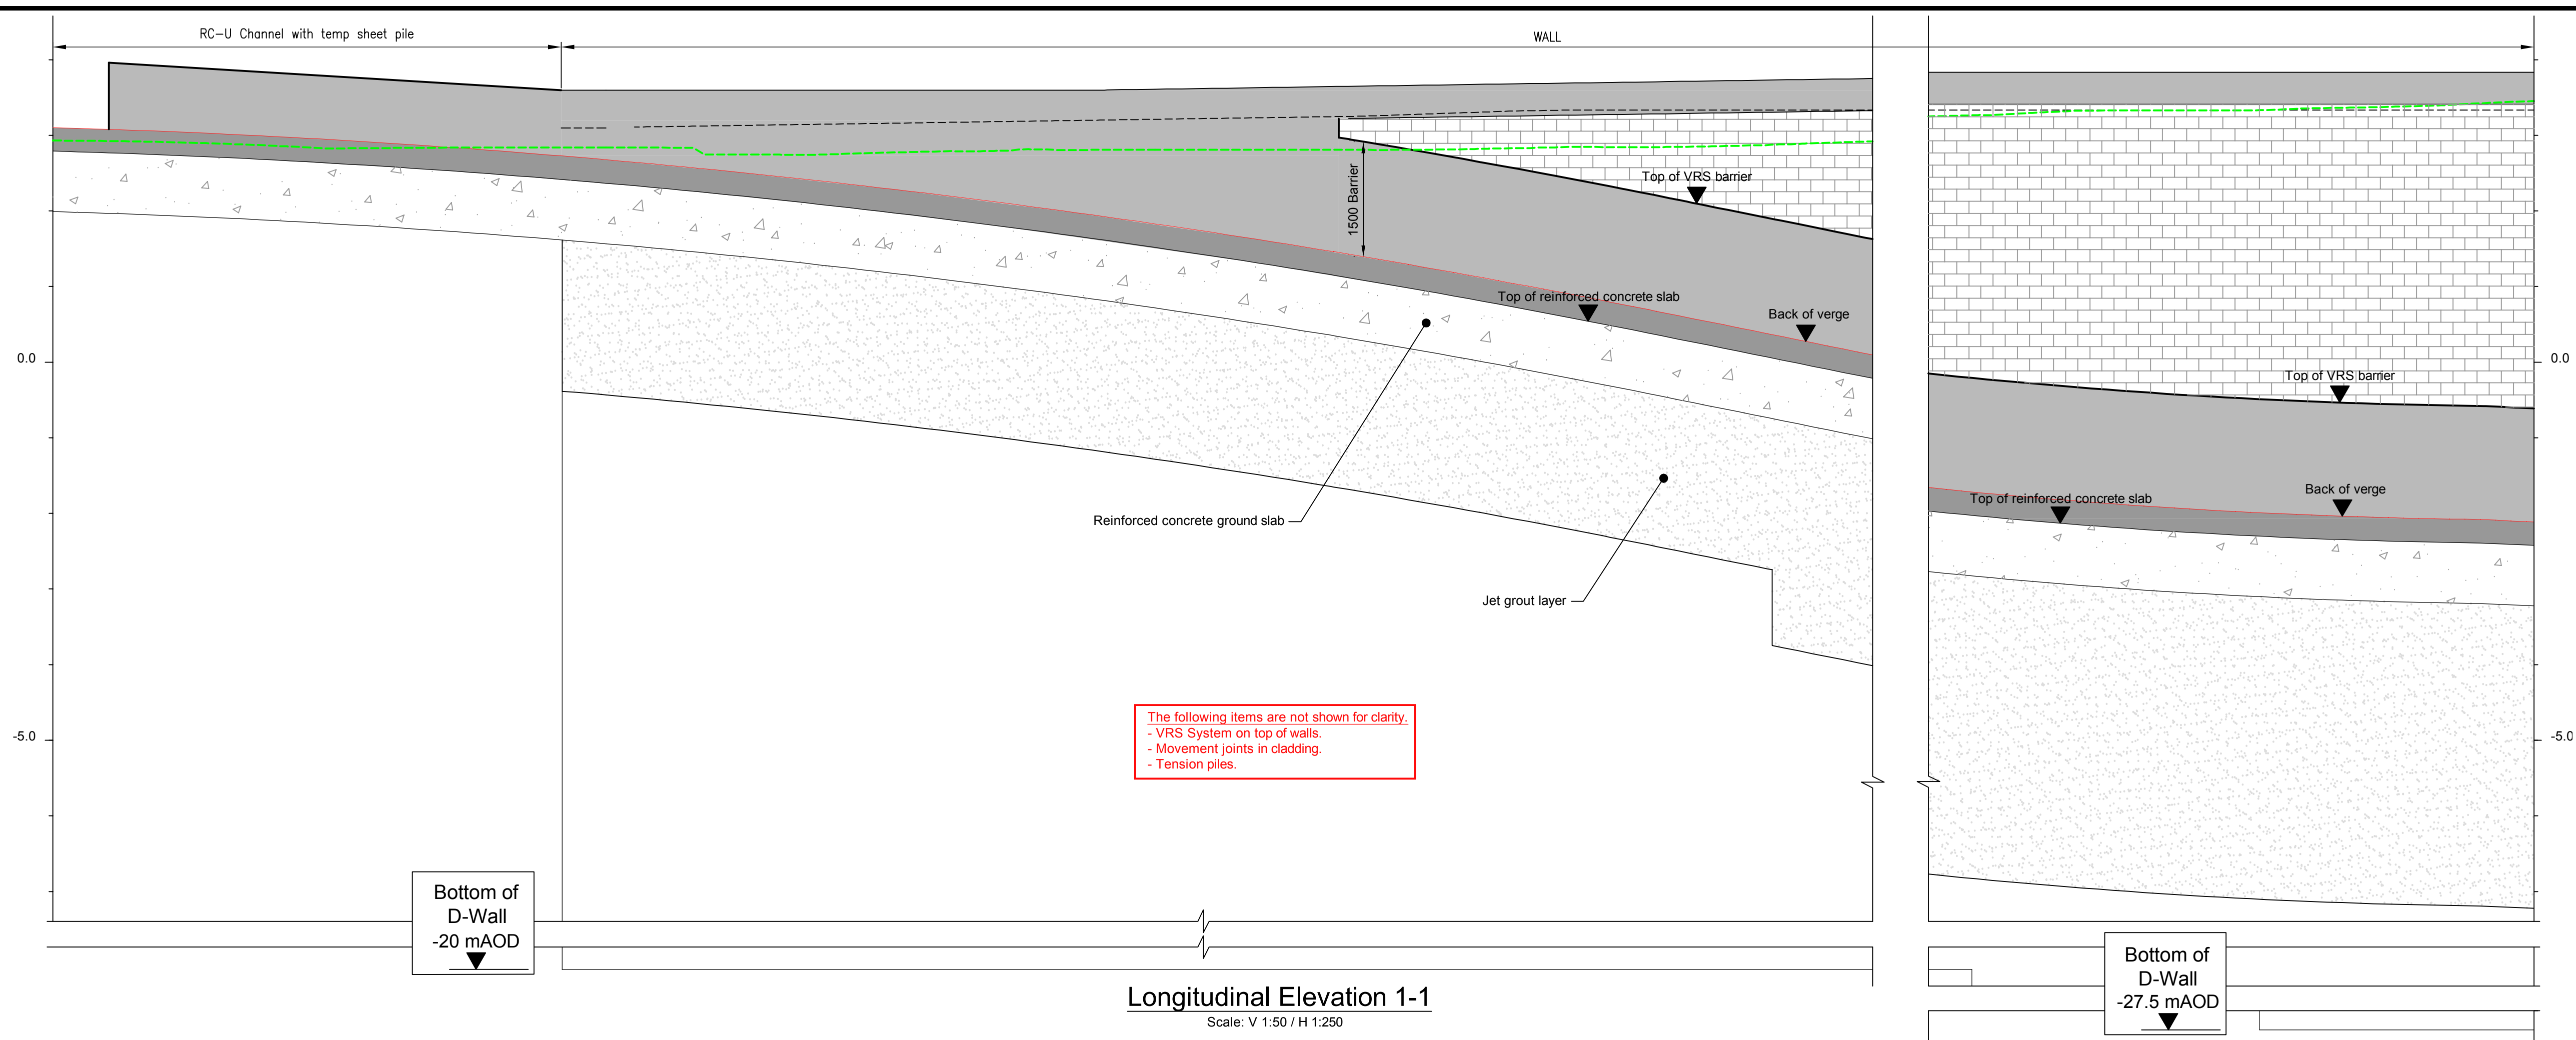 RC-U Channel with temp sheet pile
WALL
1500 Barrier
Top of VRS barrier
Top of reinforced concrete slab
Back of verge
0.0
0.0
Top of VRS barrier
Back of verge
Top of reinforced concrete slab
Reinforced concrete ground slab
Jet grout layer
The following items are not shown for clarity.
- VRS System on top of walls.
- Movement joints in cladding.
- Tension piles.
-5.0
-5.0
Bottom of
D-Wall
-20 mAOD
Bottom of
D-Wall
-27.5 mAOD
Longitudinal Elevation 1-1
Scale: V 1:50 / H 1:250